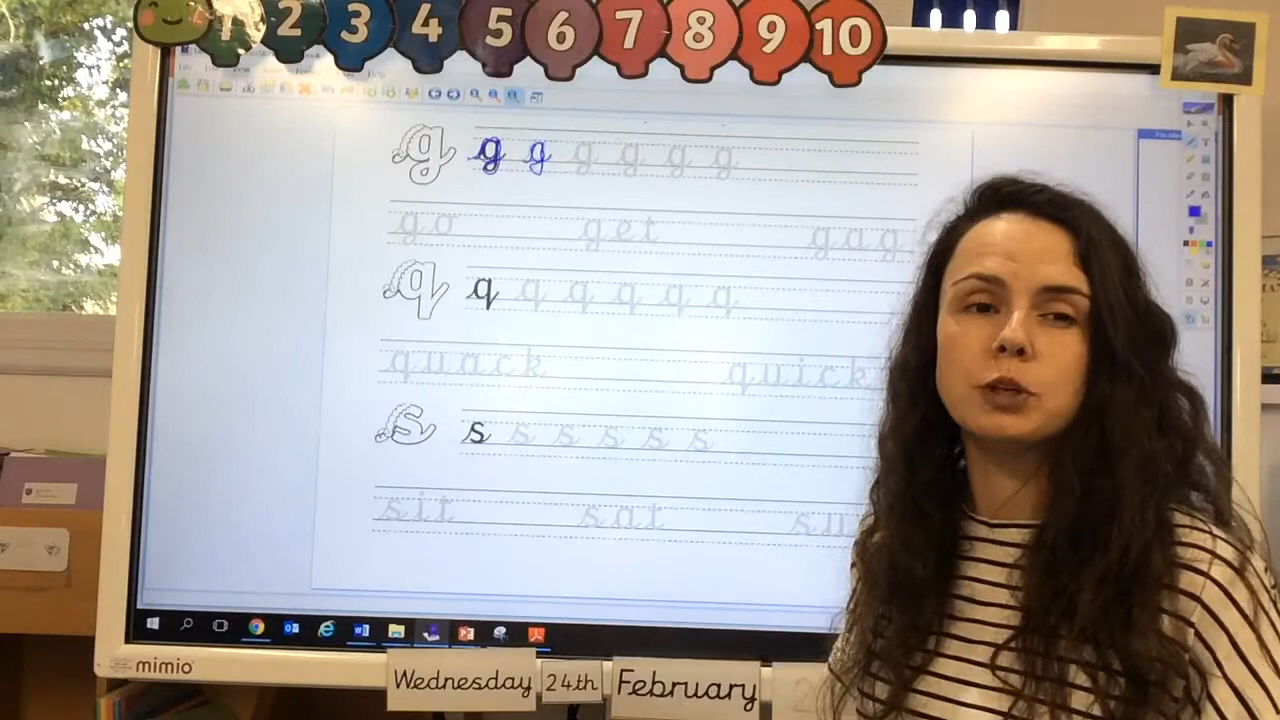 1 2 3 4 5 6 7 8 9 10
g g g g g g g
go get gag
q q q q q q q
quack quick
s s s s s s s
sit sat
mimio
Wednesday 24th February